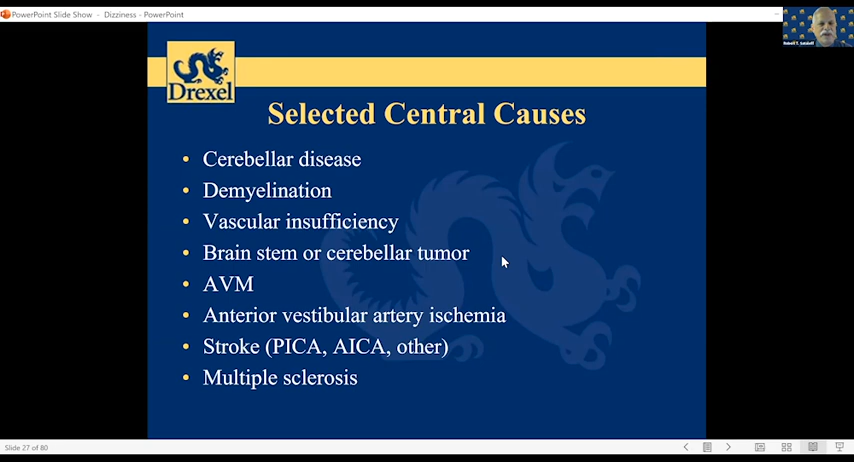 PowerPoint Slide Show - Dizziness - PowerPoint
Drexel
Selected Central Causes
• Cerebellar disease
• Demyelination
• Vascular insufficiency
• Brain stem or cerebellar tumor
• AVM
• Anterior vestibular artery ischemia
• Stroke (PICA, AICA, other)
• Multiple sclerosis
Slide 27 of 80